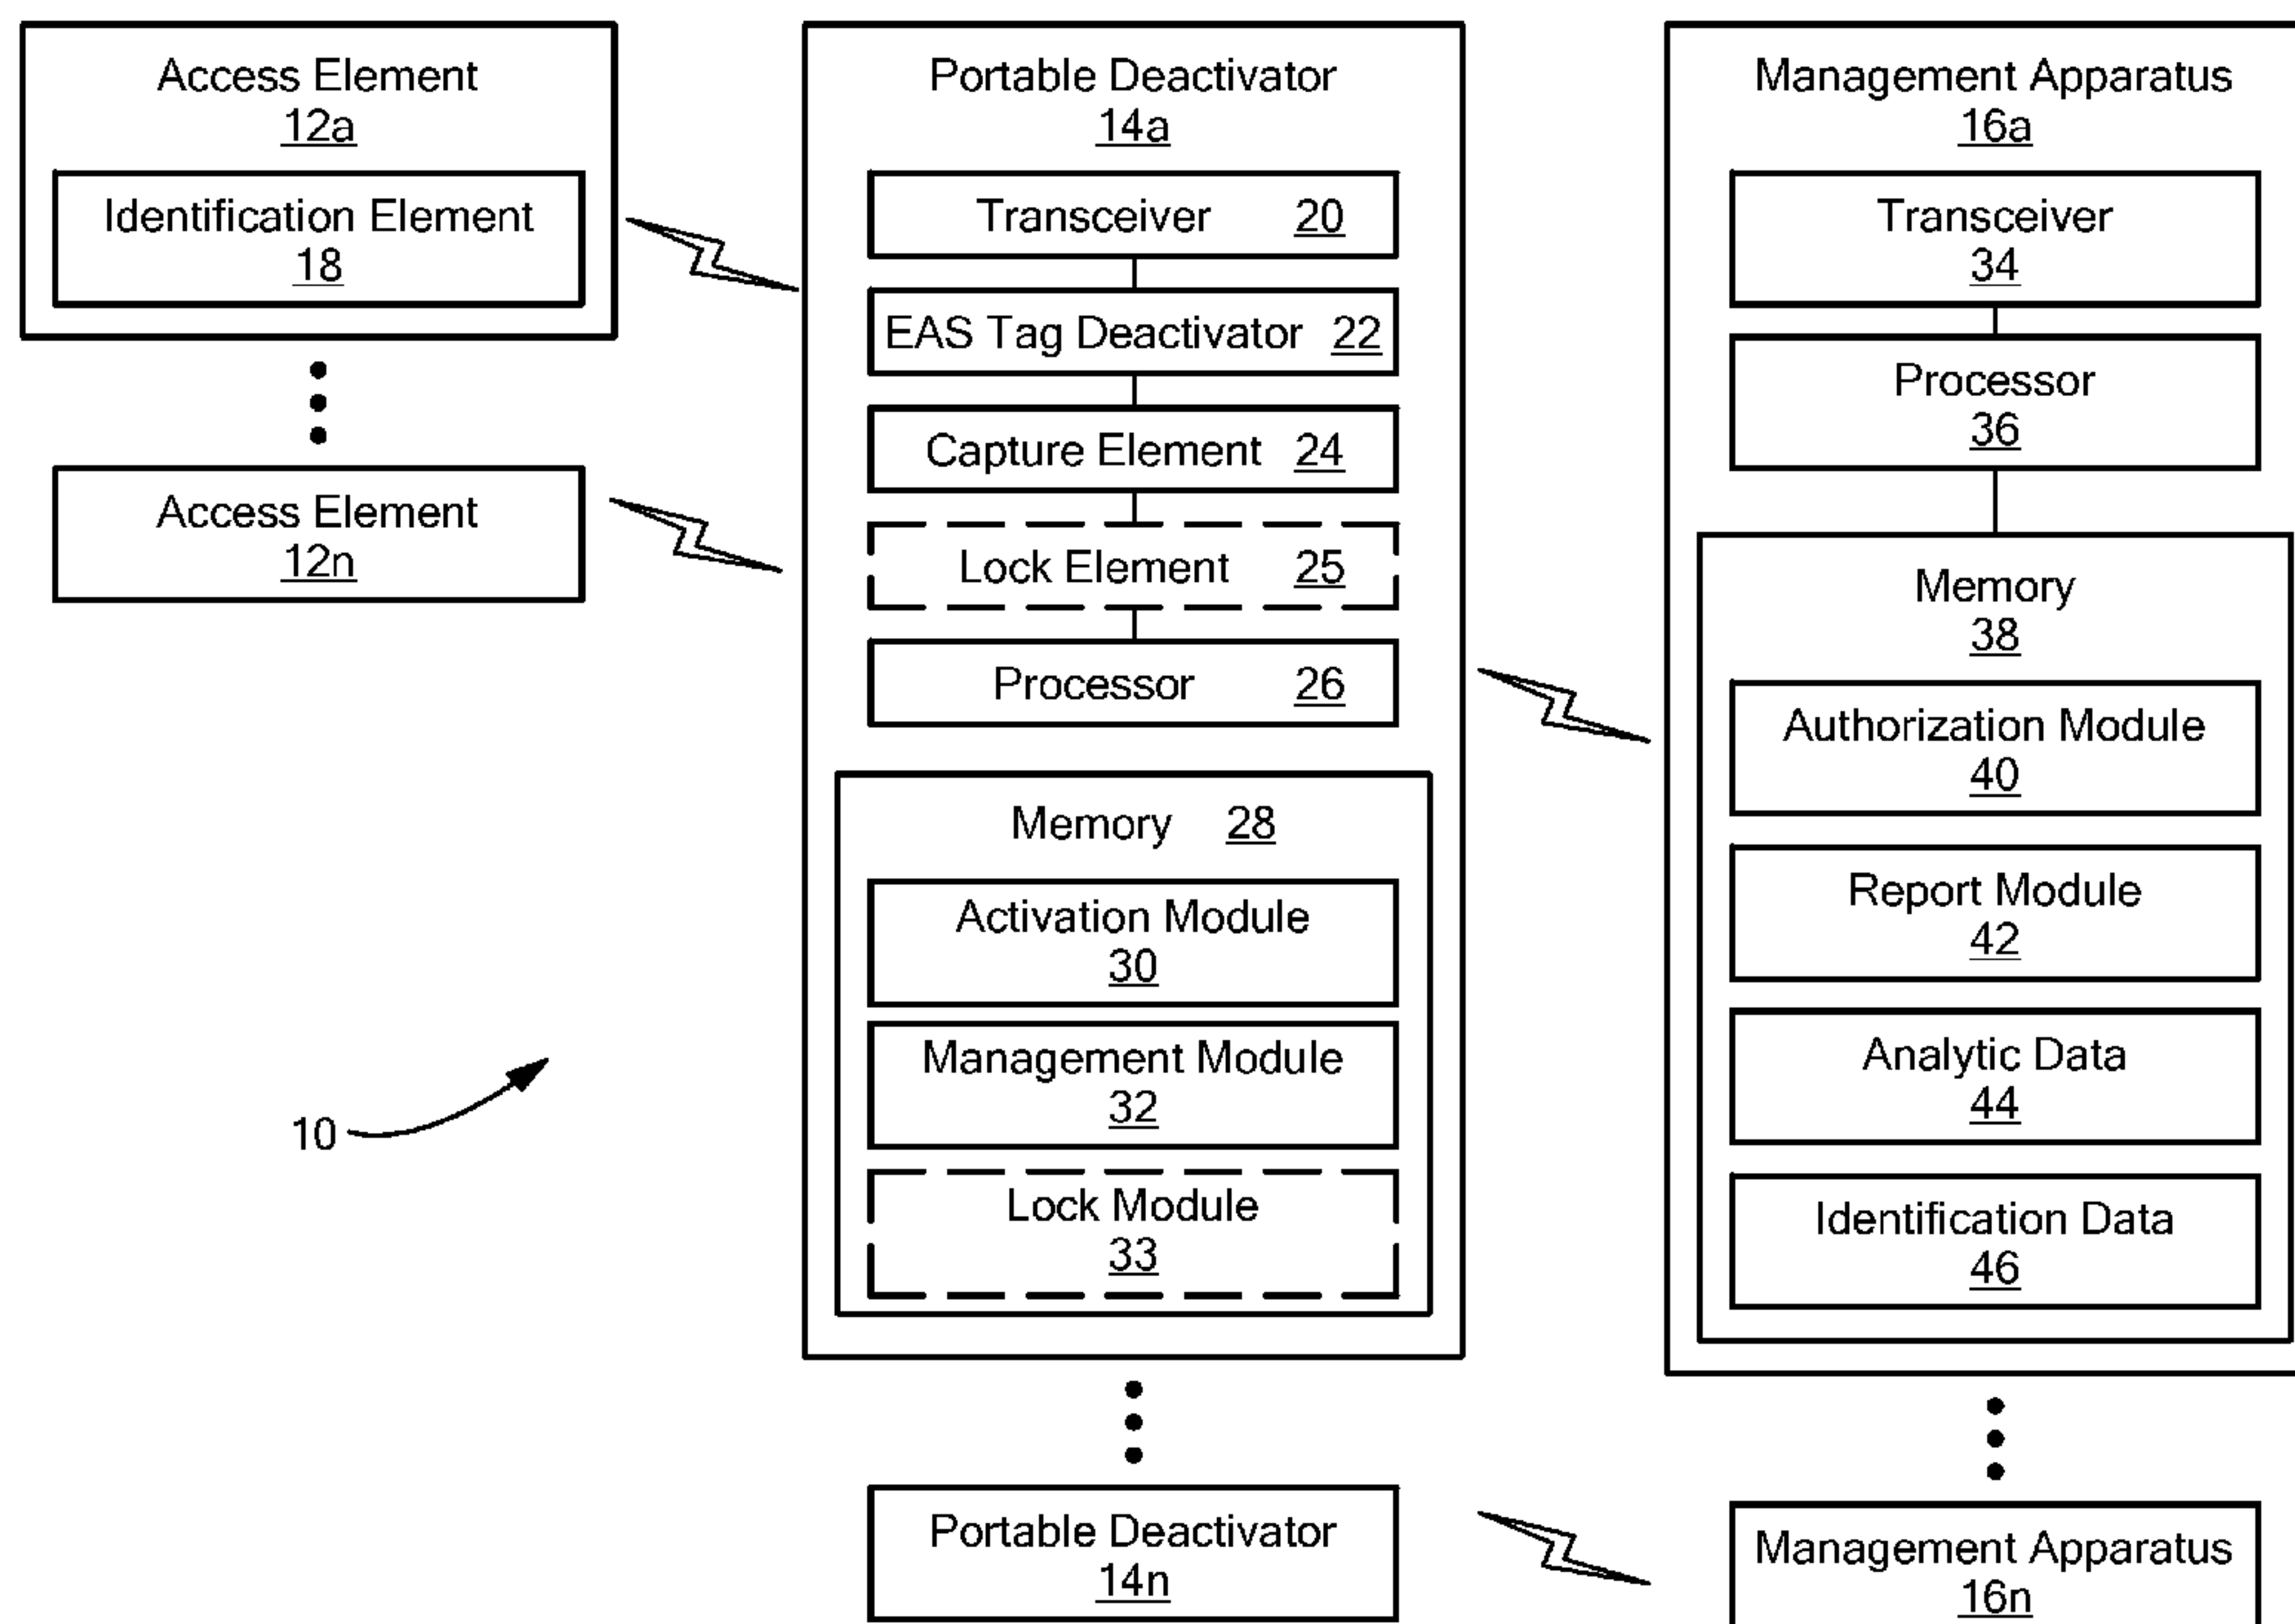 Access Element
12a
Identification Element
18
Access Element
12n
10
Portable Deactivator
14a
Transceiver 20
EAS Tag Deactivator 22
Capture Element 24
Lock Element 25
Processor 26
Memory 28
Activation Module
30
Management Module
32
Lock Module
33
Portable Deactivator
14n
Management Apparatus
16a
Transceiver
34
Processor
36
Memory
38
Authorization Module
40
Report Module
42
Analytic Data
44
Identification Data
46
Management Apparatus
16n